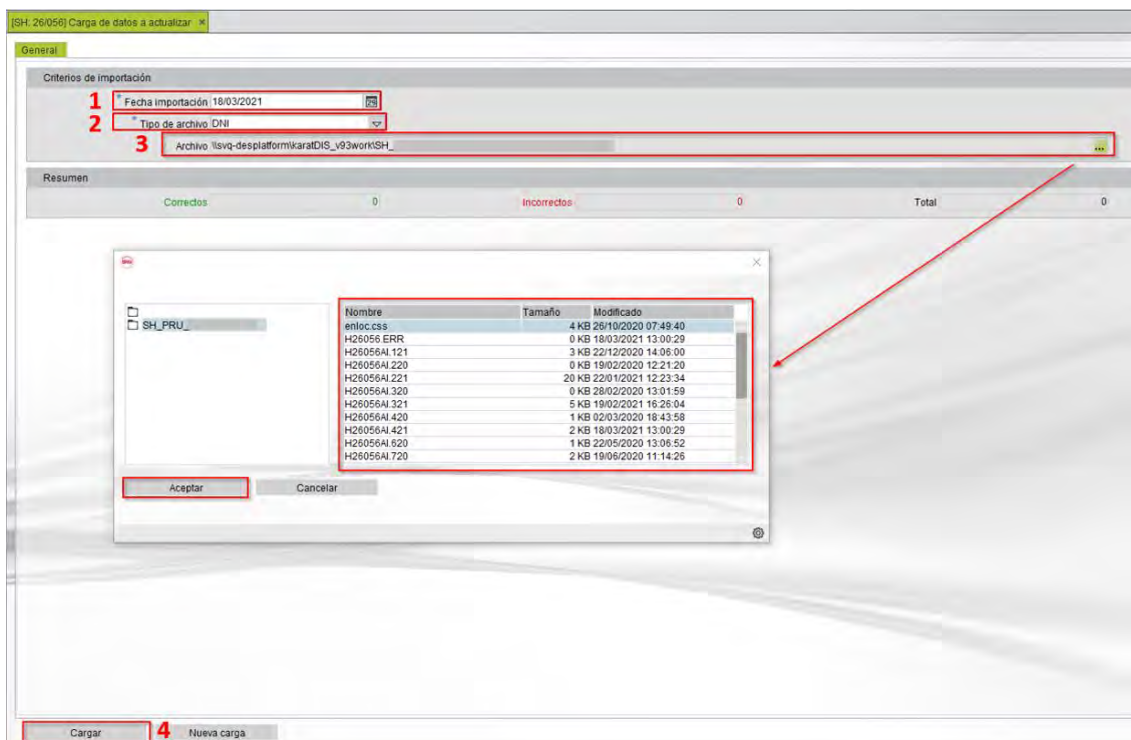 [SH: 26/056] Carga de datos a actualizar ×
General
Criterios de importación
1 * Fecha importación 18/03/2021
2 * Tipo de archivo DNI
3 Archivo \\svq-desplatform\karatDIS_v93work\SH_ ...
Resumen
Correctos 0 Incorrectos 0 Total 0
Nombre Tamaño Modificado
SH_PRU_
enloc.css 4 KB 26/10/2020 07:49:40
H26056.ERR 0 KB 18/03/2021 13:00:29
H26056AI.121 3 KB 22/12/2020 14:06:00
H26056AI.220 0 KB 19/02/2020 12:21:20
H26056AI.221 20 KB 22/01/2021 12:23:34
H26056AI.320 0 KB 28/02/2020 13:01:59
H26056AI.321 5 KB 19/02/2021 16:26:04
H26056AI.420 1 KB 02/03/2020 18:43:58
H26056AI.421 2 KB 18/03/2021 13:00:29
H26056AI.620 1 KB 22/05/2020 13:06:52
H26056AI.720 2 KB 19/06/2020 11:14:26
Aceptar Cancelar
Cargar 4 Nueva carga